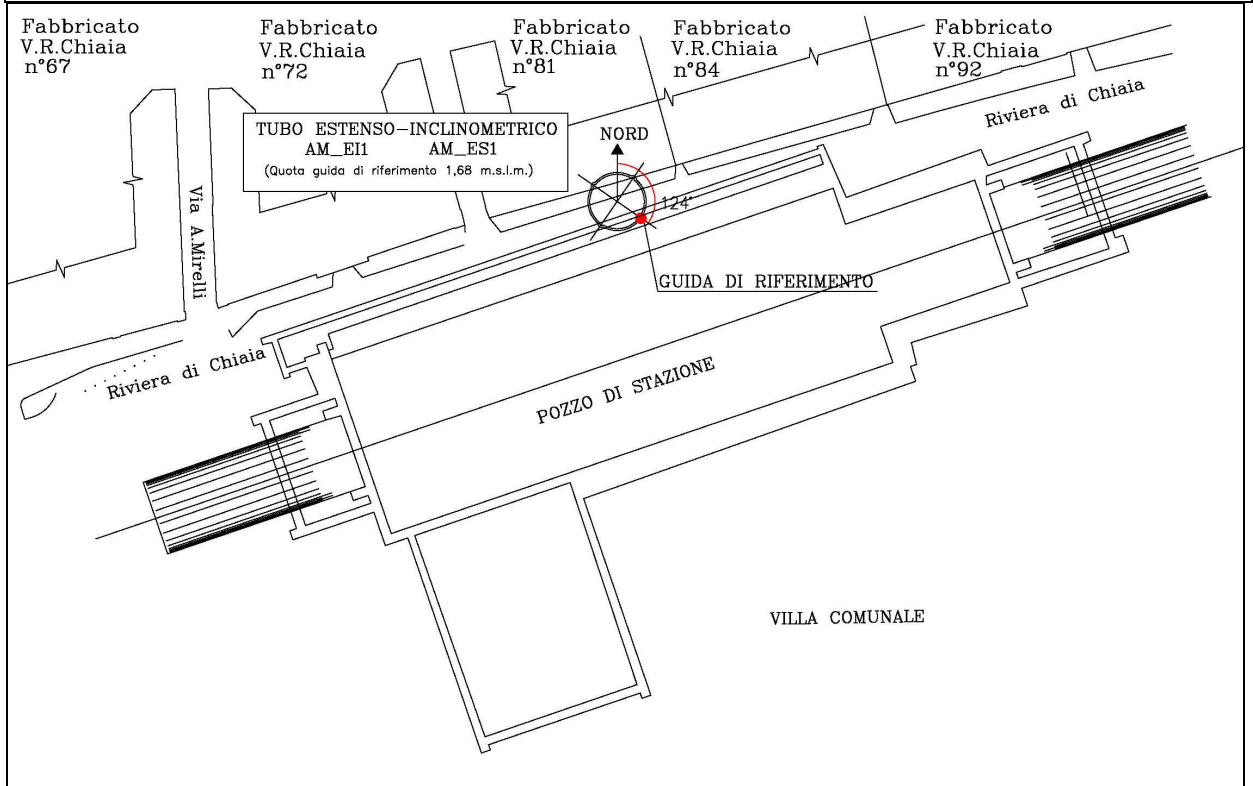 Fabbricato
V.R.Chiaia
n°67
Fabbricato
V.R.Chiaia
n°72
Fabbricato
V.R.Chiaia
n°81
Fabbricato
V.R.Chiaia
n°84
Fabbricato
V.R.Chiaia
n°92
TUBO ESTENSO-INCLINOMETRICO
AM_EI1 AM_ES1
(Quota guida di riferimento 1,68 m.s.l.m.)
NORD
124°
GUIDA DI RIFERIMENTO
Riviera di Chiaia
Via A.Mirelli
Riviera di Chiaia
POZZO DI STAZIONE
VILLA COMUNALE